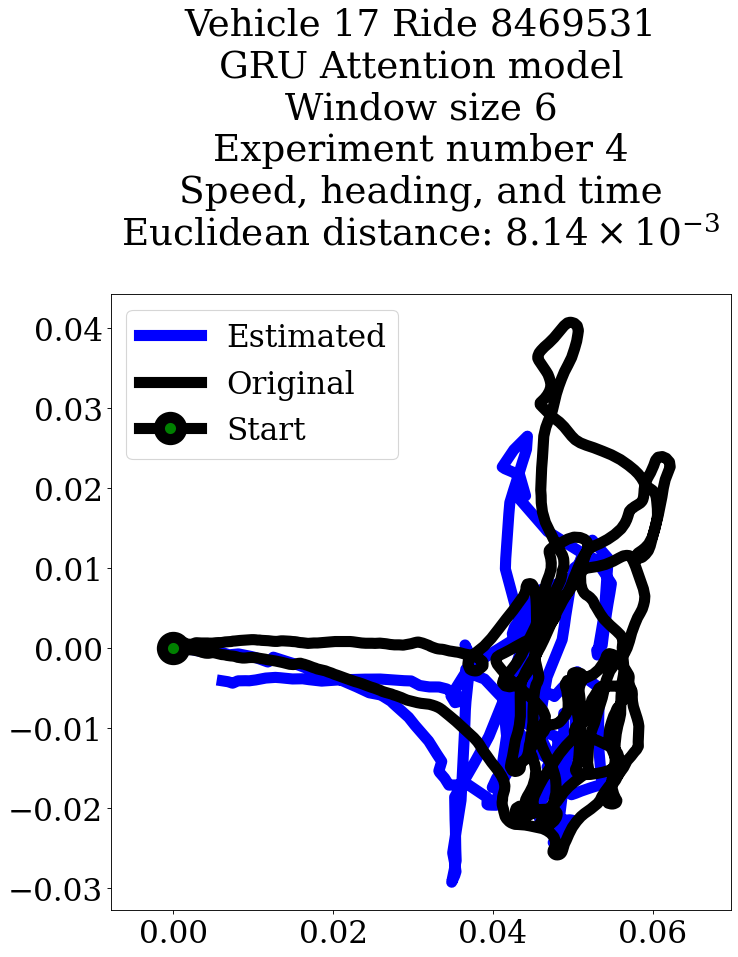 Vehicle 17 Ride 8469531
GRU Attention model
Window size 6
Experiment number 4
Speed, heading, and time
Euclidean distance: 8.14 × 10⁻³
Estimated
Original
Start
0.04
0.03
0.02
0.01
0.00
−0.01
−0.02
−0.03
0.00 0.02 0.04 0.06